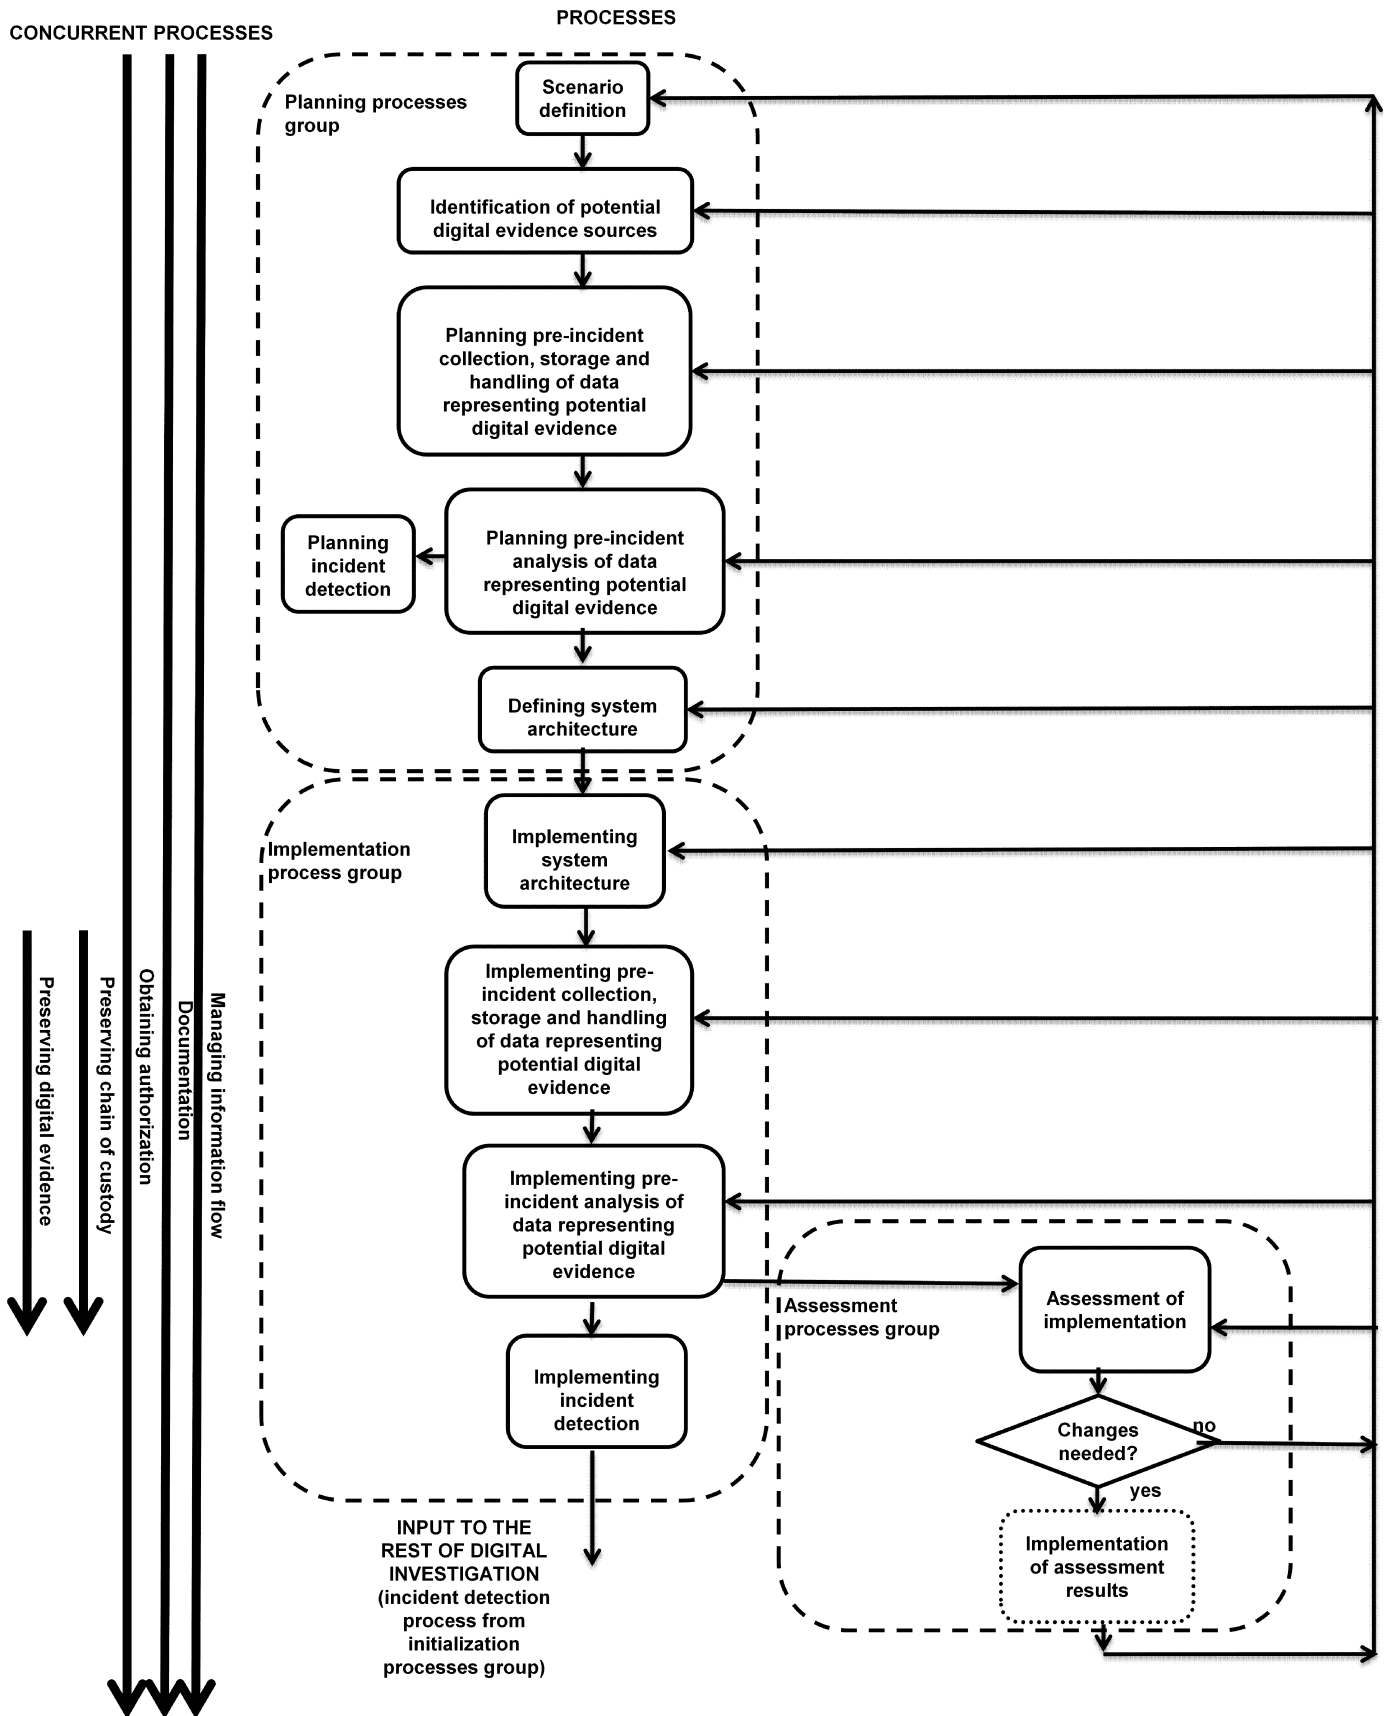 CONCURRENT PROCESSES
PROCESSES
Planning processes
group
Scenario
definition
Identification of potential
digital evidence sources
Planning pre-incident
collection, storage and
handling of data
representing potential
digital evidence
Planning
incident
detection
Planning pre-incident
analysis of data
representing potential
digital evidence
Defining system
architecture
Implementation
process group
Implementing
system
architecture
Implementing pre-
incident collection,
storage and handling
of data representing
potential digital
evidence
Implementing pre-
incident analysis of
data representing
potential digital
evidence
Implementing
incident
detection
INPUT TO THE
REST OF DIGITAL
INVESTIGATION
(incident detection
process from
initialization
processes group)
Assessment
processes group
Assessment of
implementation
Changes
needed?
no
yes
Implementation
of assessment
results
Preserving digital evidence
Preserving chain of custody
Obtaining authorization
Documentation
Managing information flow